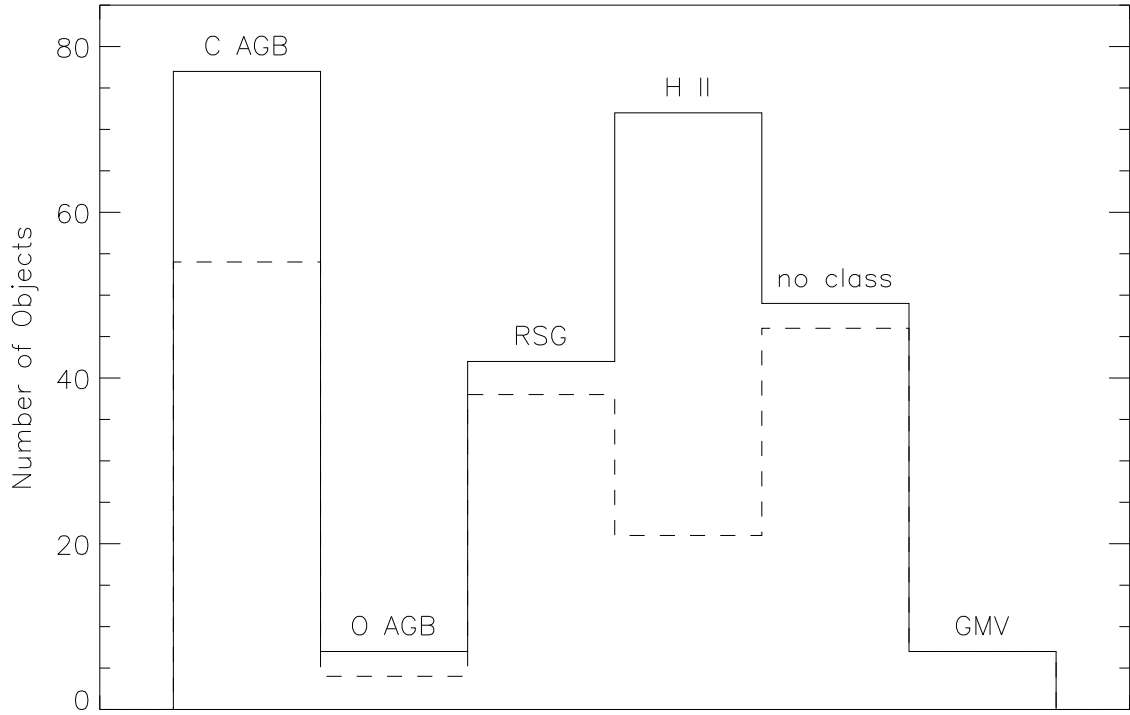 80
60
40
20
0
Number of Objects
C AGB
O AGB
RSG
H II
no class
GMV